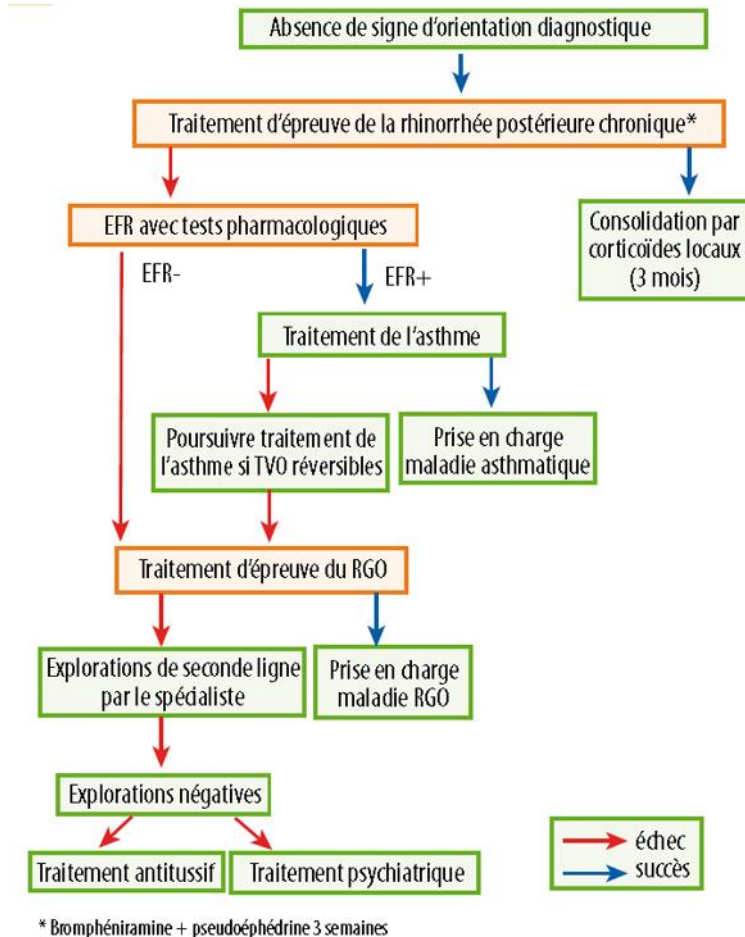 Absence de signe d'orientation diagnostique
Traitement d'épreuve de la rhinorrhée postérieure chronique*
EFR avec tests pharmacologiques
Consolidation par
corticoïdes locaux
(3 mois)
EFR-
EFR+
Traitement de l'asthme
Poursuivre traitement de
l'asthme si TVO réversibles
Prise en charge
maladie asthmatique
Traitement d'épreuve du RGO
Explorations de seconde ligne
par le spécialiste
Prise en charge
maladie RGO
Explorations négatives
Traitement antitussif
Traitement psychiatrique
échec
succès
* Bromphéniramine + pseudoéphédrine 3 semaines